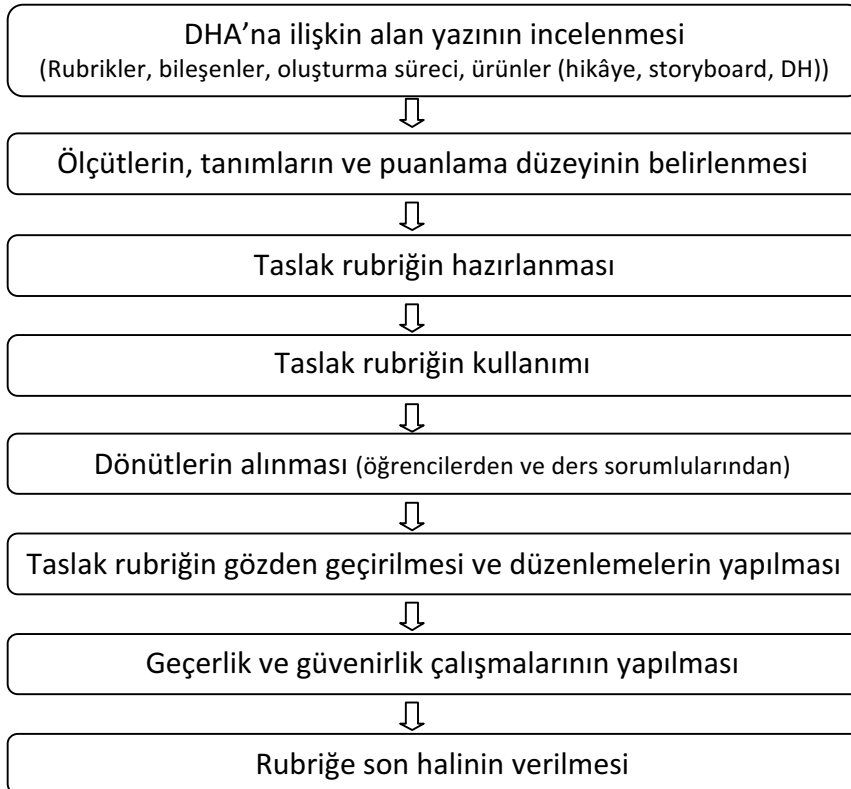 DHA’na ilişkin alan yazının incelenmesi
(Rubrikler, bileşenler, oluşturma süreci, ürünler (hikâye, storyboard, DH))
Ölçütlerin, tanımların ve puanlama düzeyinin belirlenmesi
Taslak rubriğin hazırlanması
Taslak rubriğin kullanımı
Dönütlerin alınması (öğrencilerden ve ders sorumlularından)
Taslak rubriğin gözden geçirilmesi ve düzenlemelerin yapılması
Geçerlik ve güvenirlik çalışmalarının yapılması
Rubriğe son halinin verilmesi